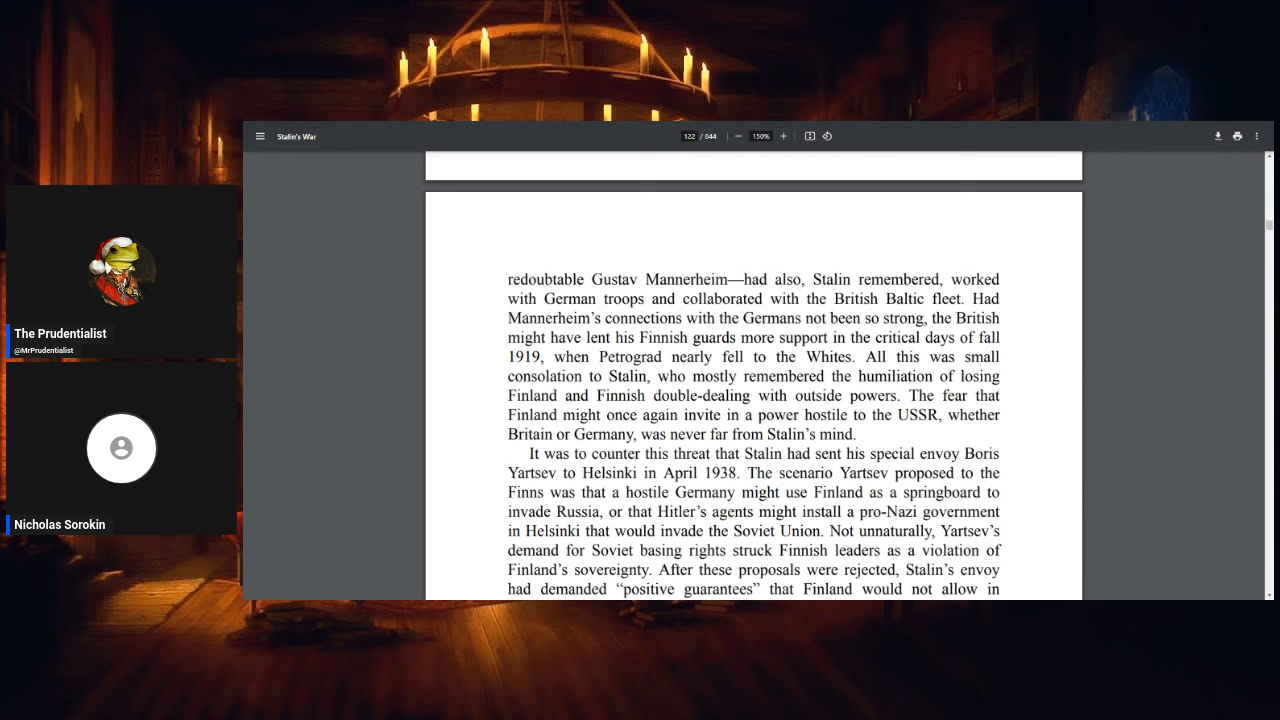 Stalin's War
122 / 844
150%
The Prudentialist
@MrPrudentialist
Nicholas Sorokin
redoubtable Gustav Mannerheim—had also, Stalin remembered, worked
with German troops and collaborated with the British Baltic fleet. Had
Mannerheim's connections with the Germans not been so strong, the British
might have lent his Finnish guards more support in the critical days of fall
1919, when Petrograd nearly fell to the Whites. All this was small
consolation to Stalin, who mostly remembered the humiliation of losing
Finland and Finnish double-dealing with outside powers. The fear that
Finland might once again invite in a power hostile to the USSR, whether
Britain or Germany, was never far from Stalin's mind.
It was to counter this threat that Stalin had sent his special envoy Boris
Yartsev to Helsinki in April 1938. The scenario Yartsev proposed to the
Finns was that a hostile Germany might use Finland as a springboard to
invade Russia, or that Hitler's agents might install a pro-Nazi government
in Helsinki that would invade the Soviet Union. Not unnaturally, Yartsev's
demand for Soviet basing rights struck Finnish leaders as a violation of
Finland's sovereignty. After these proposals were rejected, Stalin's envoy
had demanded “positive guarantees” that Finland would not allow in